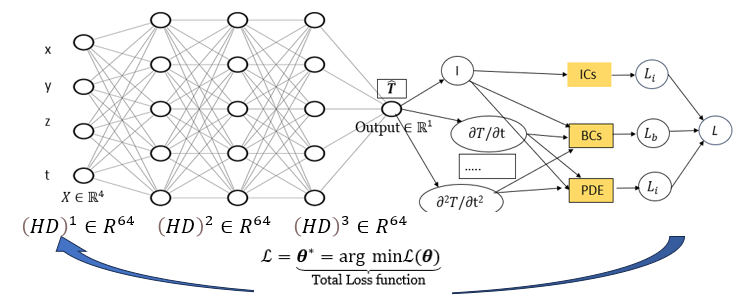 x
y
z
t
X ∈ ℝ⁴
T̂
Output ∈ ℝ¹
I
∂T/∂t
.....
∂²T/∂t²
ICs
BCs
PDE
Lᵢ
L_b
Lᵢ
L
(HD)¹ ∈ R⁶⁴
(HD)² ∈ R⁶⁴
(HD)³ ∈ R⁶⁴
ℒ = θ* = arg minℒ(θ)
Total Loss function